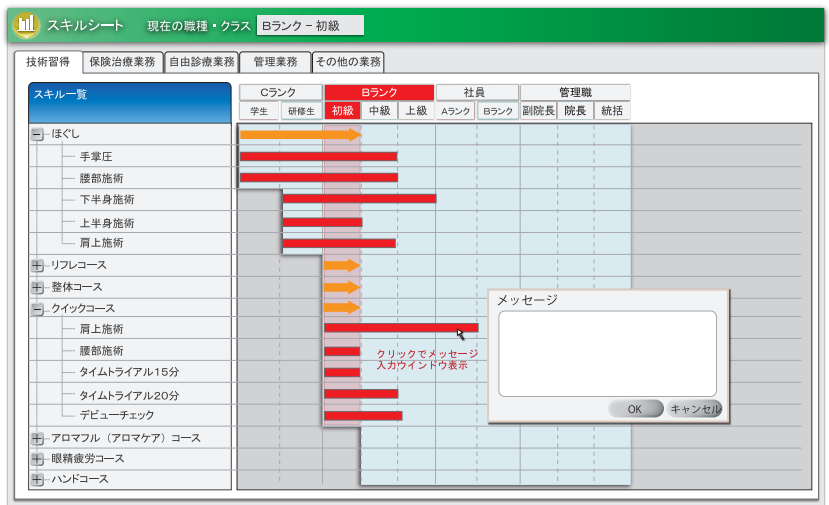 スキルシート 現在の職種・クラス Bランク－初級
技術習得 保険治療業務 自由診療業務 管理業務 その他の業務
スキル一覧 Cランク Bランク 社員 管理職
学生 研修生 初級 中級 上級 Aランク Bランク 副院長 院長 統括
ほぐし
手掌圧
腰部施術
下半身施術
上半身施術
肩上施術
リフレコース
整体コース
クイックコース
肩上施術
腰部施術
タイムトライアル15分
タイムトライアル20分
デビューチェック
アロマフル（アロマケア）コース
眼精疲労コース
ハンドコース
クリックでメッセージ
入力ウインドウ表示
メッセージ
OK キャンセル